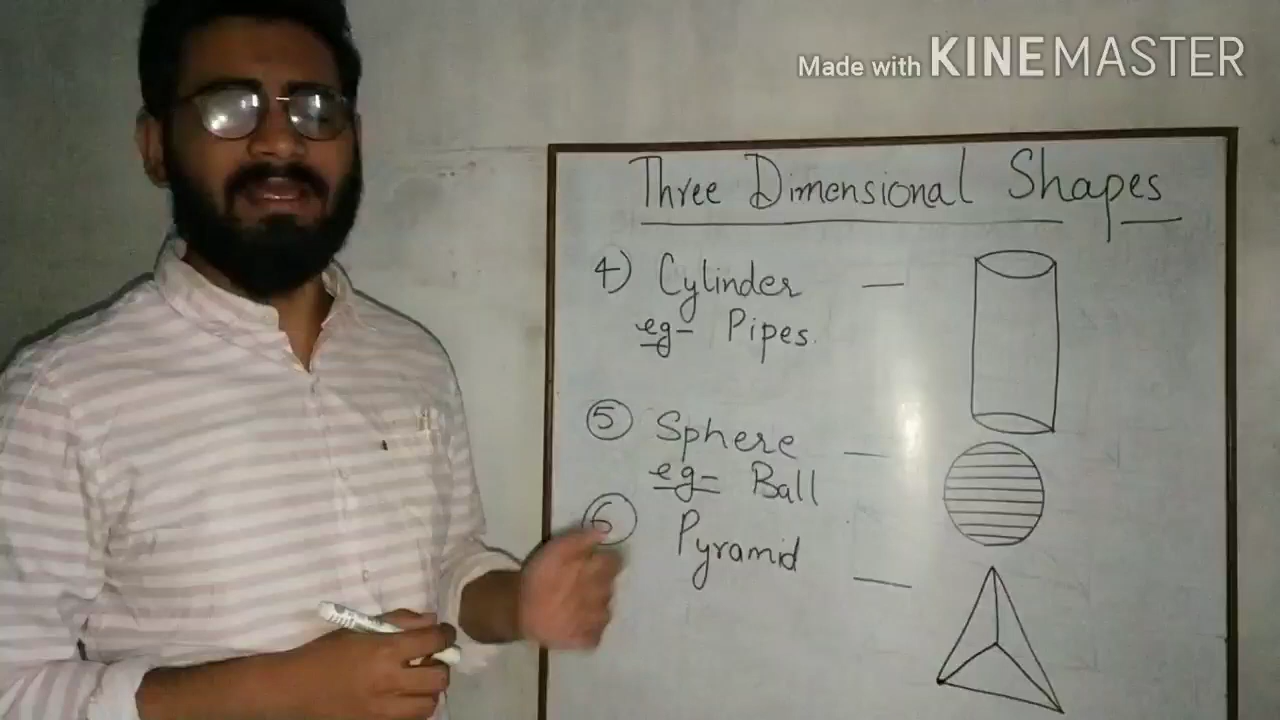 Made with KINEMASTER
Three Dimensional Shapes
4) Cylinder —
eg- Pipes.
5 Sphere —
eg= Ball
6 Pyramid —